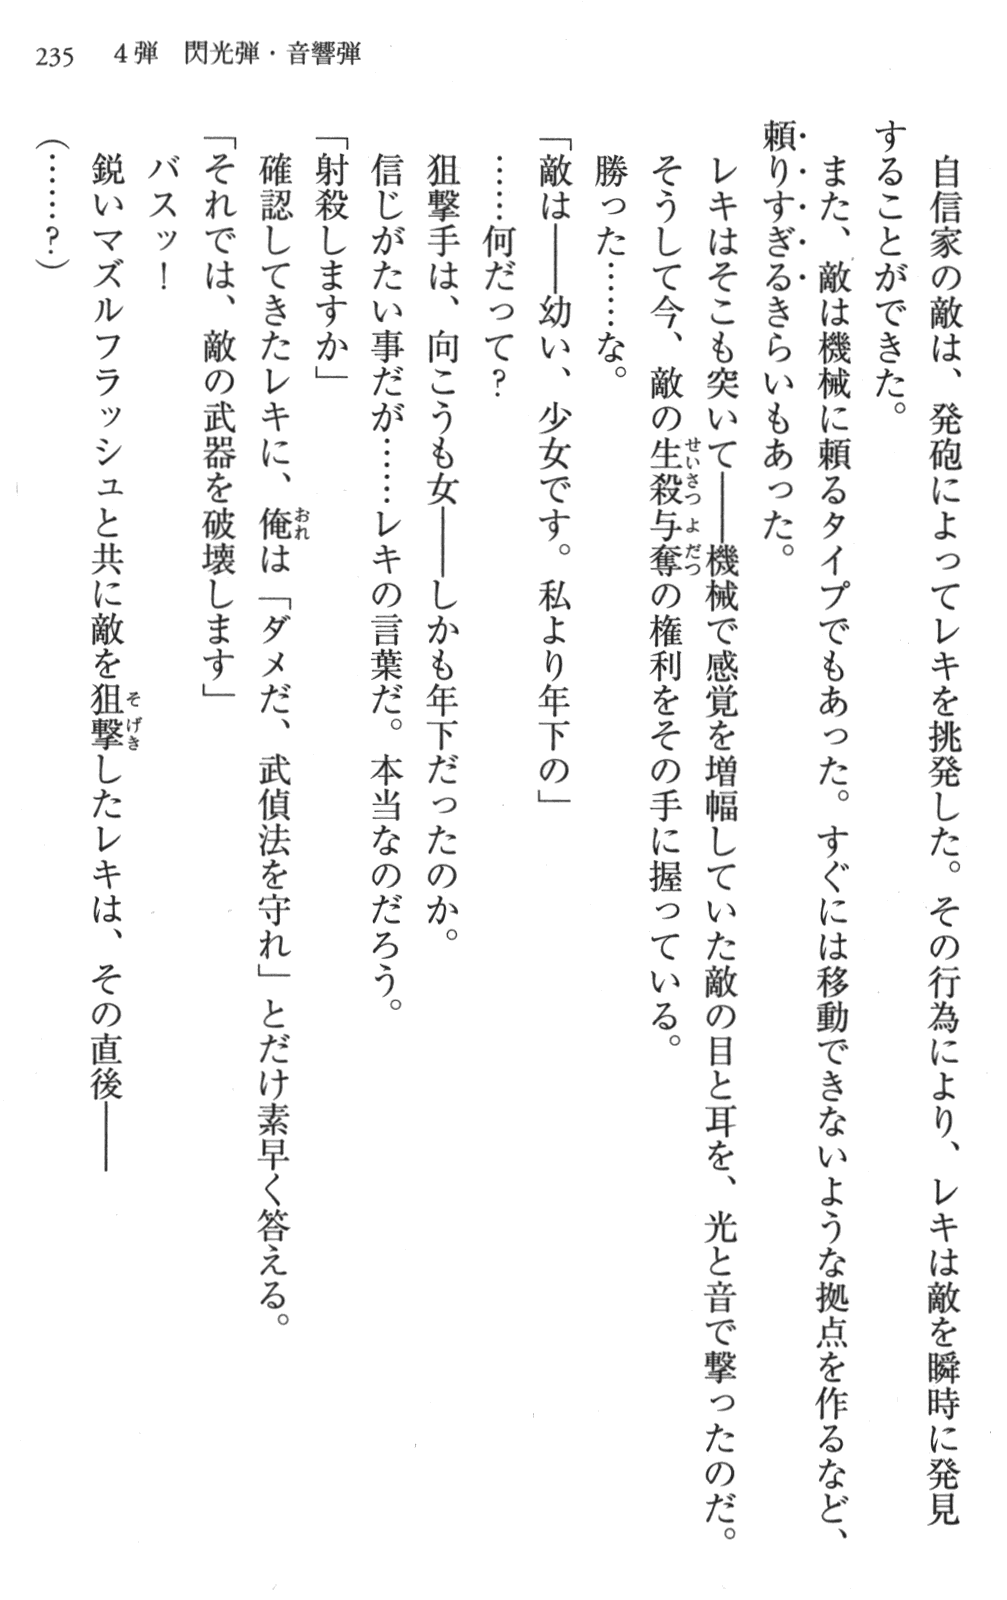 235　4弾　閃光弾・音響弾
　自信家の敵は、発砲によってレキを挑発した。その行為により、レキは敵を瞬時に発見
することができた。
　また、敵は機械に頼るタイプでもあった。すぐには移動できないような拠点を作るなど、
頼りすぎるきらいもあった。
　レキはそこも突いて――機械で感覚を増幅していた敵の目と耳を、光と音で撃ったのだ。
　そうして今、敵の生殺与奪の権利をその手に握っている。
　勝った……な。
「敵は――幼い、少女です。私より年下の」
　……何だって？
　狙撃手は、向こうも女――しかも年下だったのか。
　信じがたい事だが……レキの言葉だ。本当なのだろう。
「射殺しますか」
　確認してきたレキに、俺は「ダメだ、武偵法を守れ」とだけ素早く答える。
「それでは、敵の武器を破壊します」
　バスッ！
　鋭いマズルフラッシュと共に敵を狙撃したレキは、その直後――
（……？）